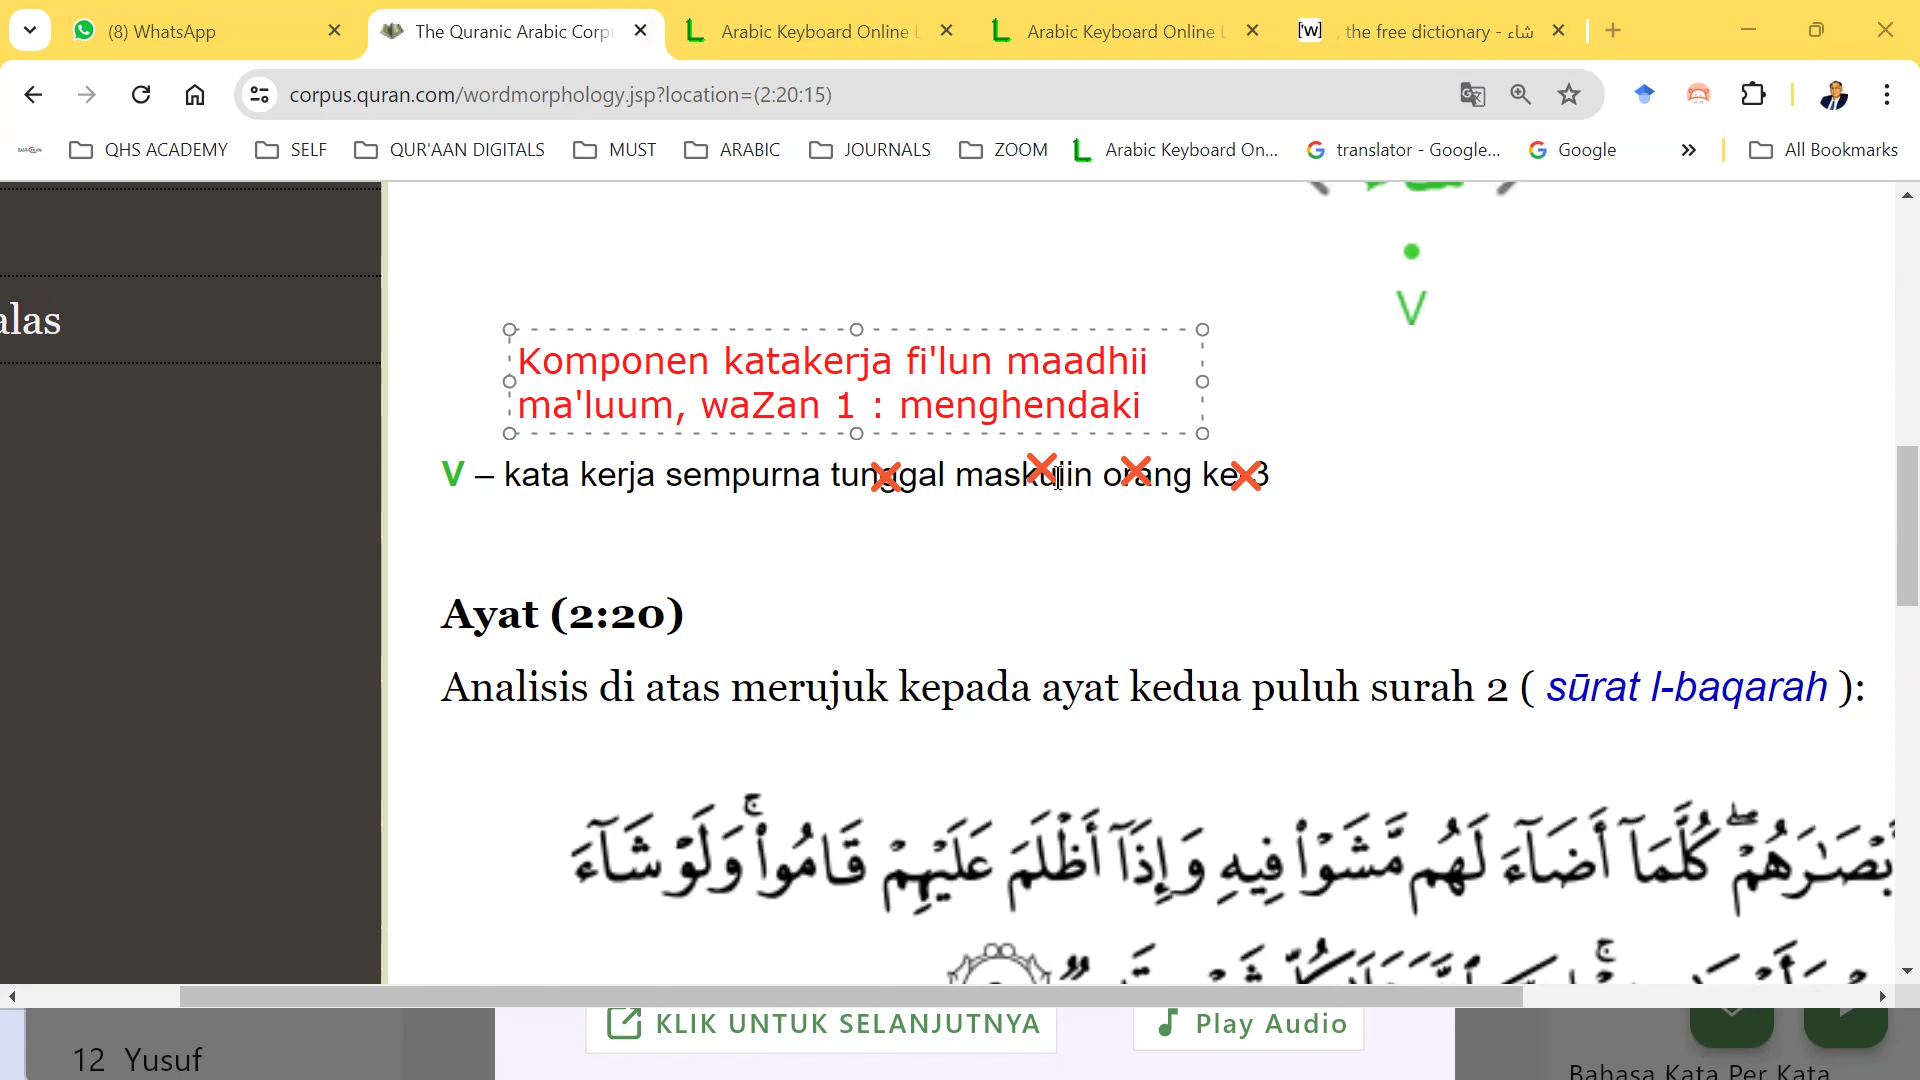 (8) WhatsApp
The Quranic Arabic Corpu
Arabic Keyboard Online L
Arabic Keyboard Online L
['w]
شاء - the free dictionary ,
corpus.quran.com/wordmorphology.jsp?location=(2:20:15)
QHS ACADEMY
SELF
QUR'AAN DIGITALS
MUST
ARABIC
JOURNALS
ZOOM
Arabic Keyboard On...
translator - Google...
Google
All Bookmarks
alas
V
Komponen katakerja fi'lun maadhii
ma'luum, waZan 1 : menghendaki
V – kata kerja sempurna tunggal maskulin orang ke-3
Ayat (2:20)
Analisis di atas merujuk kepada ayat kedua puluh surah 2 ( sūrat l-baqarah ):
بْصَـٰرَهُمْ ۖ كُلَّمَآ أَضَآءَ لَهُم مَّشَوْا۟ فِيهِ وَإِذَآ أَظْلَمَ عَلَيْهِمْ قَامُوا۟ ۚ وَلَوْ شَآءَ
KLIK UNTUK SELANJUTNYA
Play Audio
12 Yusuf
Bahasa Kata Per Kata